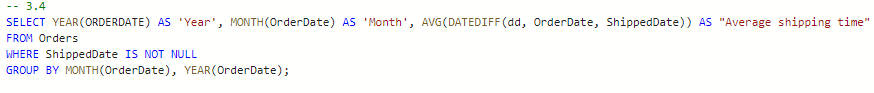 -- 3.4
SELECT YEAR(ORDERDATE) AS 'Year', MONTH(OrderDate) AS 'Month', AVG(DATEDIFF(dd, OrderDate, ShippedDate)) AS "Average shipping time"
FROM Orders
WHERE ShippedDate IS NOT NULL
GROUP BY MONTH(OrderDate), YEAR(OrderDate);